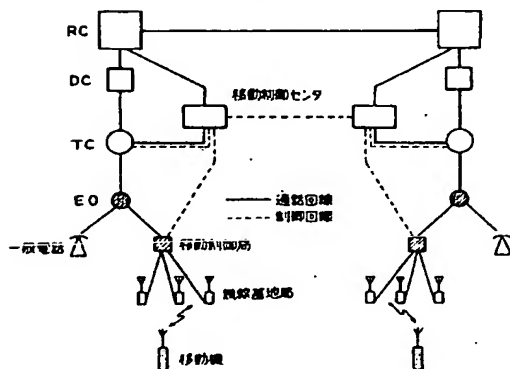 RC
DC
移動制御センタ
TC
EO
通話回線
制御回線
一般電話
移動制御局
無線基地局
移動機